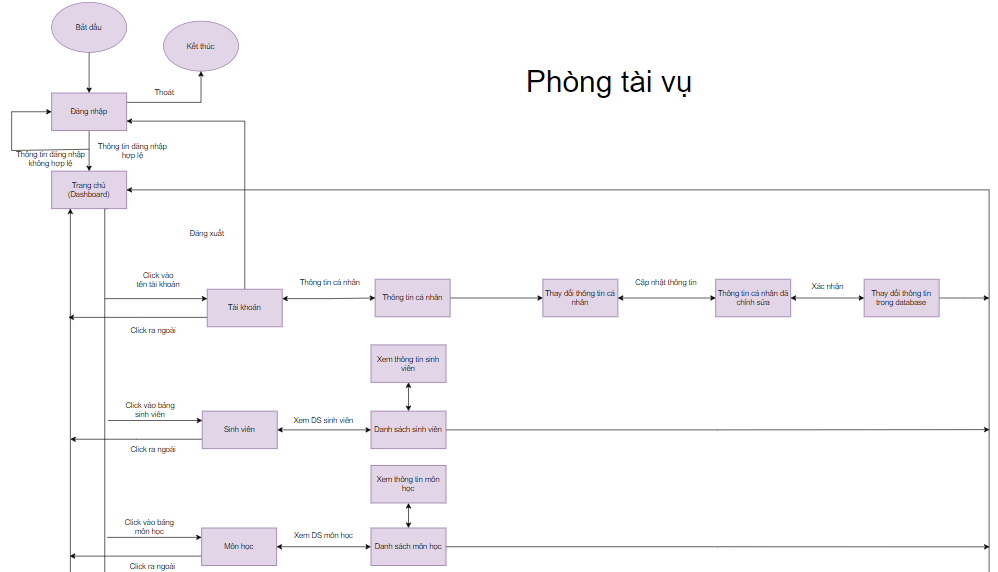 Bắt đầu
Kết thúc
Phòng tài vụ
Thoát
Đăng nhập
Thông tin đăng nhập
không hợp lệ
Thông tin đăng nhập
hợp lệ
Trang chủ
(Dashboard)
Đăng xuất
Click vào
tên tài khoản
Thông tin cá nhân
Cập nhật thông tin
Xác nhận
Tài khoản
Thông tin cá nhân
Thay đổi thông tin cá
nhân
Thông tin cá nhân đã
chỉnh sửa
Thay đổi thông tin
trong database
Click ra ngoài
Xem thông tin sinh
viên
Click vào bảng
sinh viên
Xem DS sinh viên
Sinh viên
Danh sách sinh viên
Click ra ngoài
Xem thông tin môn
học
Click vào bảng
môn học
Xem DS môn học
Môn học
Danh sách môn học
Click ra ngoài